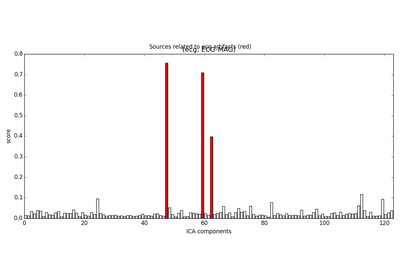 Sources related to ecg artifacts (red)
(ecg, ECG-MAG)
0.8
0.7
0.6
0.5
0.4
0.3
0.2
0.1
0.0
score
0 20 40 60 80 100 120
ICA components